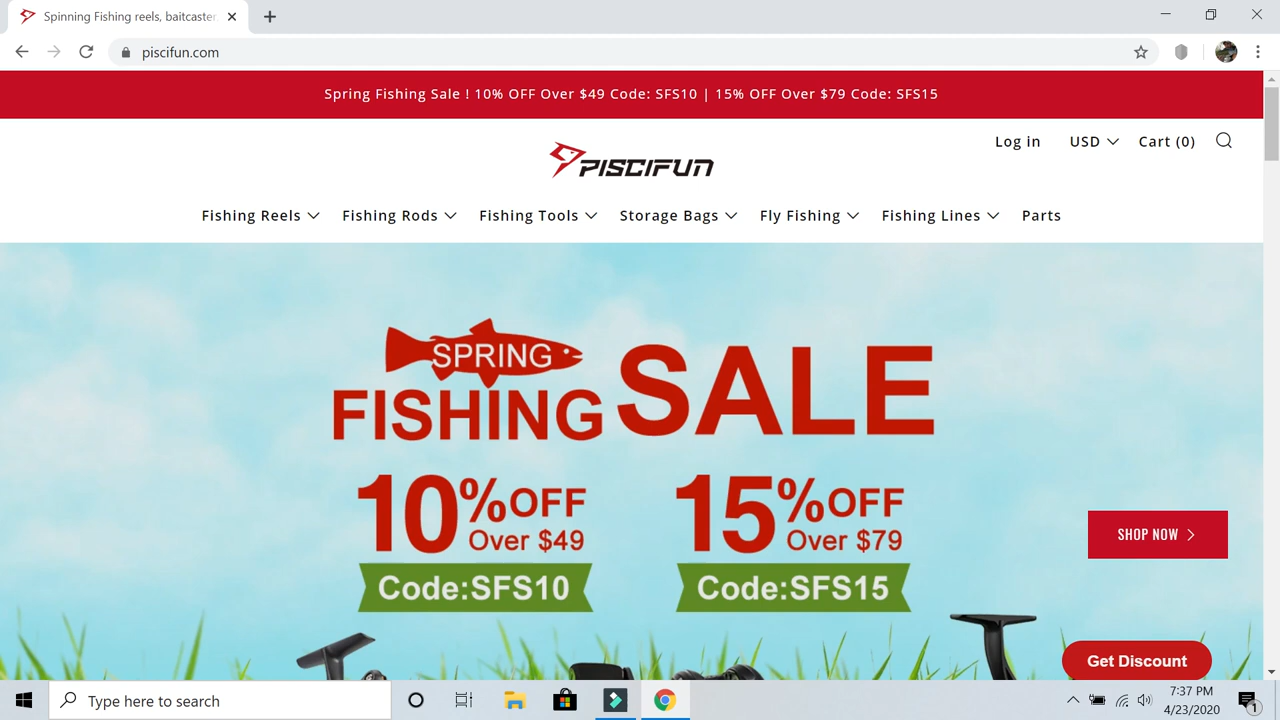 Spinning Fishing reels, baitcaster
piscifun.com
Spring Fishing Sale ! 10% OFF Over $49 Code: SFS10 | 15% OFF Over $79 Code: SFS15
Log in USD Cart (0)
PISCIFUN
Fishing Reels Fishing Rods Fishing Tools Storage Bags Fly Fishing Fishing Lines Parts
SPRING
FISHING SALE
10%OFF 15%OFF
Over $49 Over $79
SHOP NOW
Code:SFS10 Code:SFS15
Get Discount
Type here to search
7:37 PM
4/23/2020
1